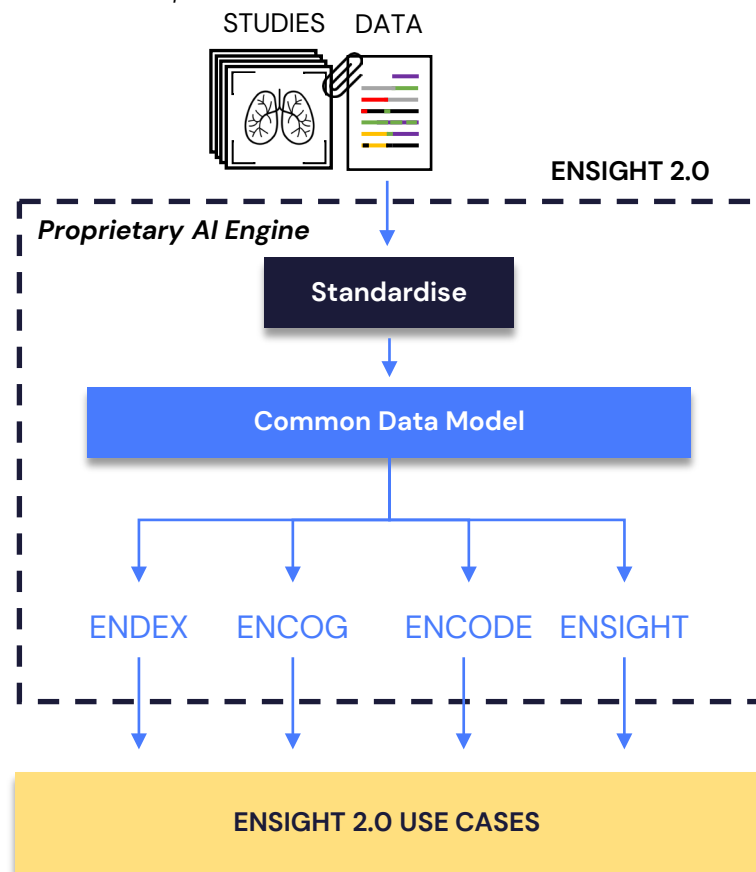 STUDIES DATA
ENSIGHT 2.0
Proprietary AI Engine
Standardise
Common Data Model
ENDEX ENCOG ENCODE ENSIGHT
ENSIGHT 2.0 USE CASES